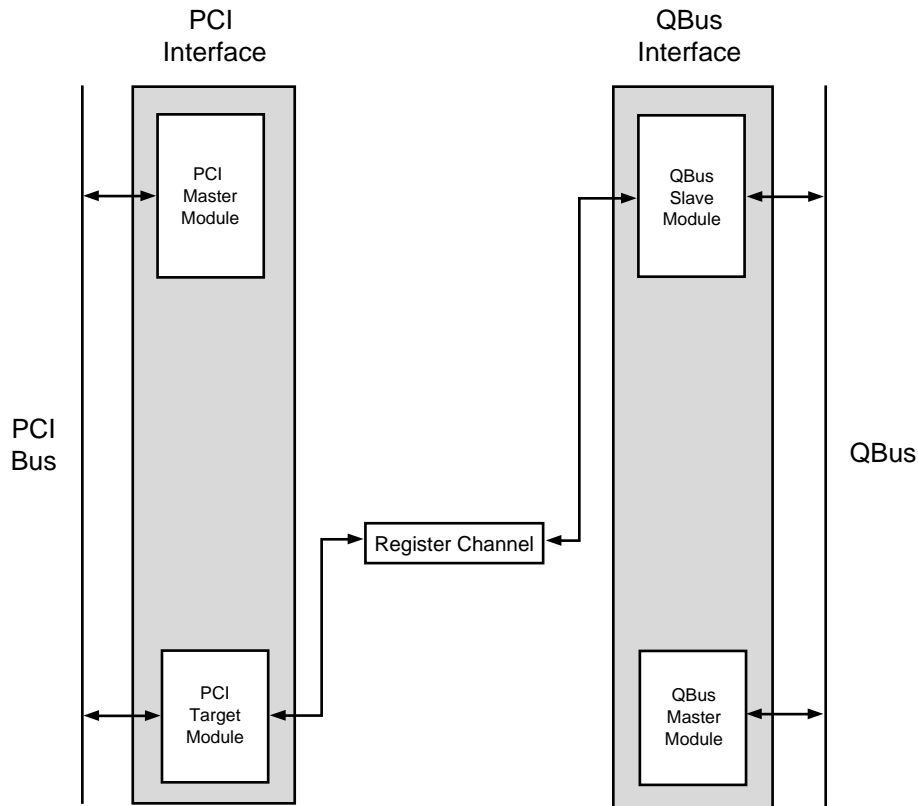 PCI
Interface
QBus
Interface
PCI
Master
Module
QBus
Slave
Module
PCI
Bus
QBus
Register Channel
PCI
Target
Module
QBus
Master
Module